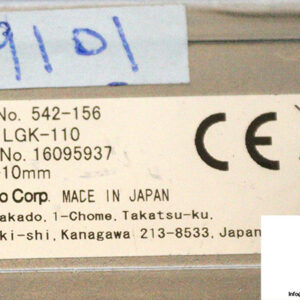 9101
No. 542-156
LGK-110
No. 16095937
-10mm
CE
o Corp. MADE IN JAPAN
akado, 1-Chome, Takatsu-ku,
ki-shi, Kanagawa 213-8533, Japan